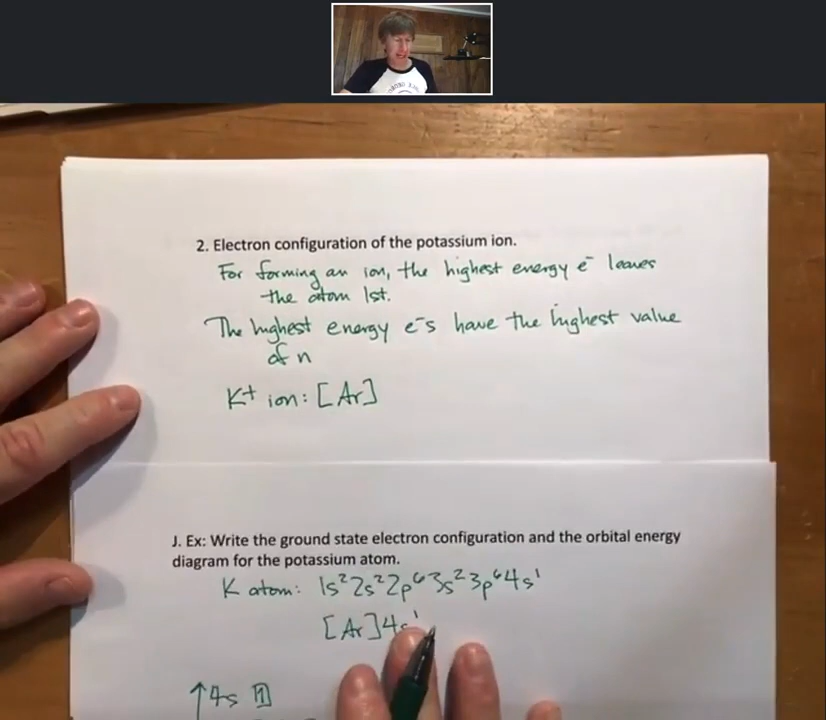 2. Electron configuration of the potassium ion.
For forming an ion, the highest energy e⁻ leaves
the atom 1st.
The highest energy e⁻s have the highest value
of n
K⁺ ion: [Ar]
J. Ex: Write the ground state electron configuration and the orbital energy
diagram for the potassium atom.
K atom: 1s²2s²2p⁶3s²3p⁶4s¹
[Ar]4s¹
↑4s